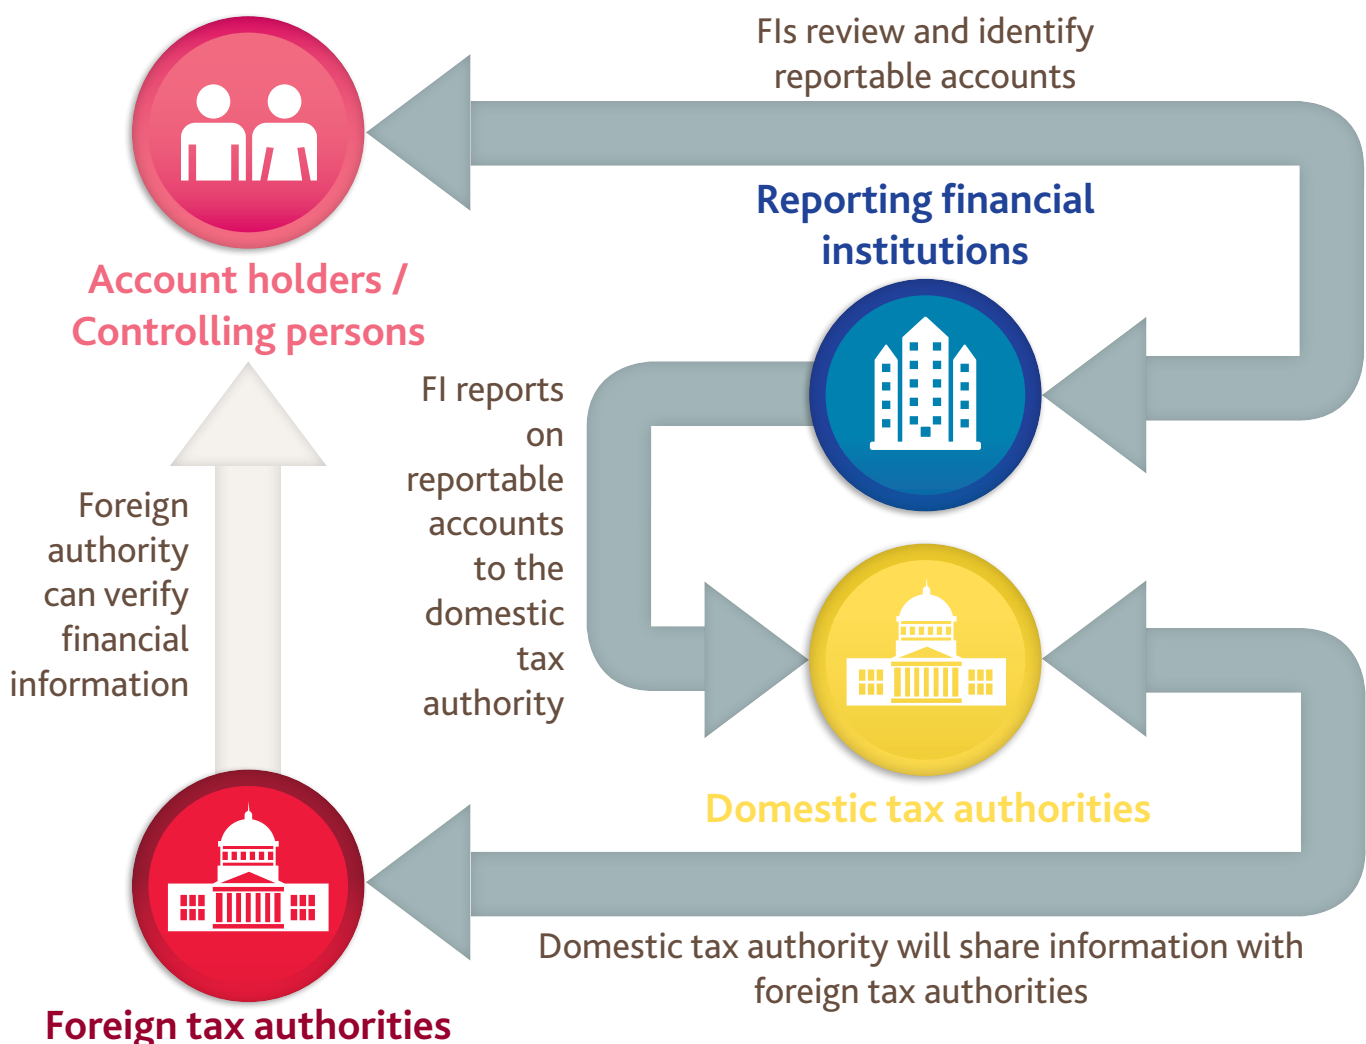 FIs review and identify
reportable accounts
Reporting financial
institutions
Account holders /
Controlling persons
FI reports
on
reportable
accounts
to the
domestic
tax
authority
Foreign
authority
can verify
financial
information
Domestic tax authorities
Domestic tax authority will share information with
foreign tax authorities
Foreign tax authorities